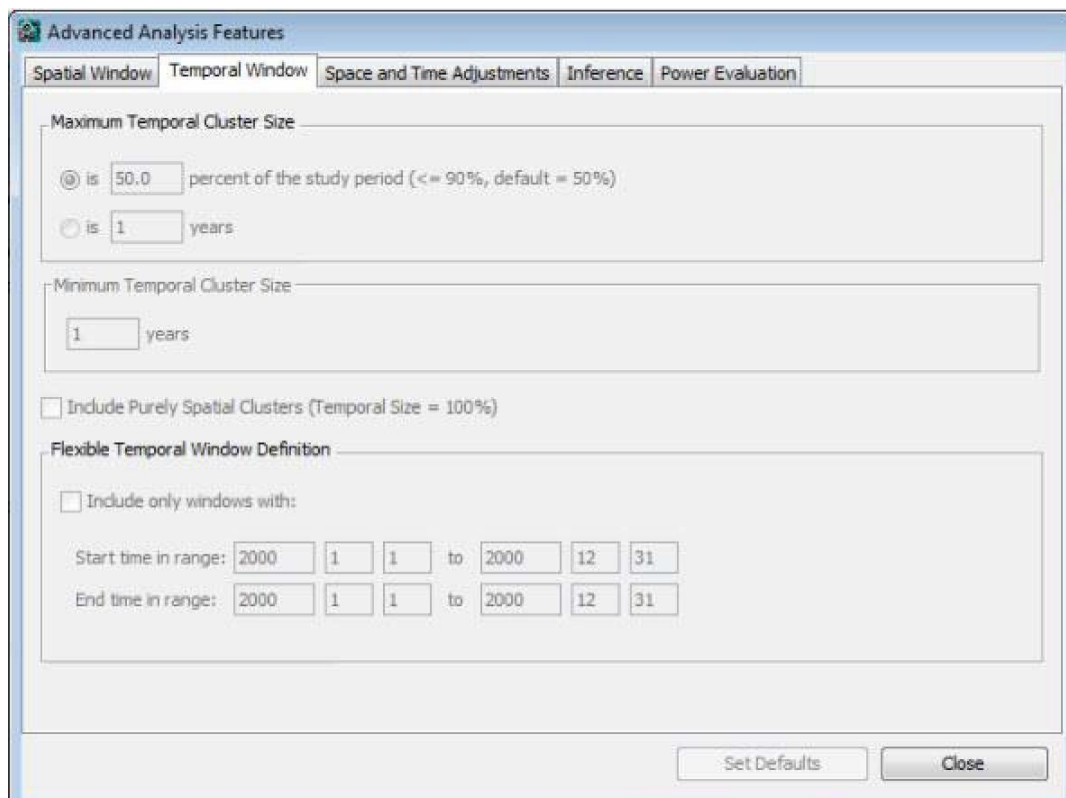 Advanced Analysis Features
Spatial Window Temporal Window Space and Time Adjustments Inference Power Evaluation
Maximum Temporal Cluster Size
is 50.0 percent of the study period (<= 90%, default = 50%)
is 1 years
Minimum Temporal Cluster Size
1 years
Include Purely Spatial Clusters (Temporal Size = 100%)
Flexible Temporal Window Definition
Include only windows with:
Start time in range: 2000 1 1 to 2000 12 31
End time in range: 2000 1 1 to 2000 12 31
Set Defaults Close